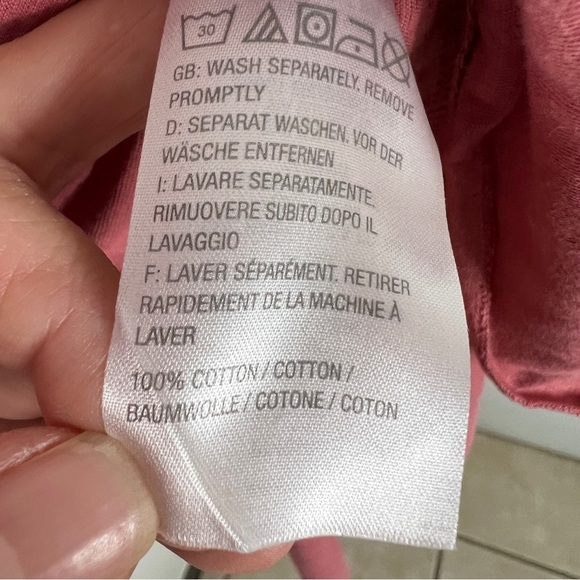 30
GB: WASH SEPARATELY. REMOVE
PROMPTLY
D: SEPARAT WASCHEN. VOR DER
WÄSCHE ENTFERNEN
I: LAVARE SEPARATAMENTE.
RIMUOVERE SUBITO DOPO IL
LAVAGGIO
F: LAVER SÉPARÉMENT. RETIRER
RAPIDEMENT DE LA MACHINE À
LAVER
100% COTTON / COTTON /
BAUMWOLLE / COTONE / COTON